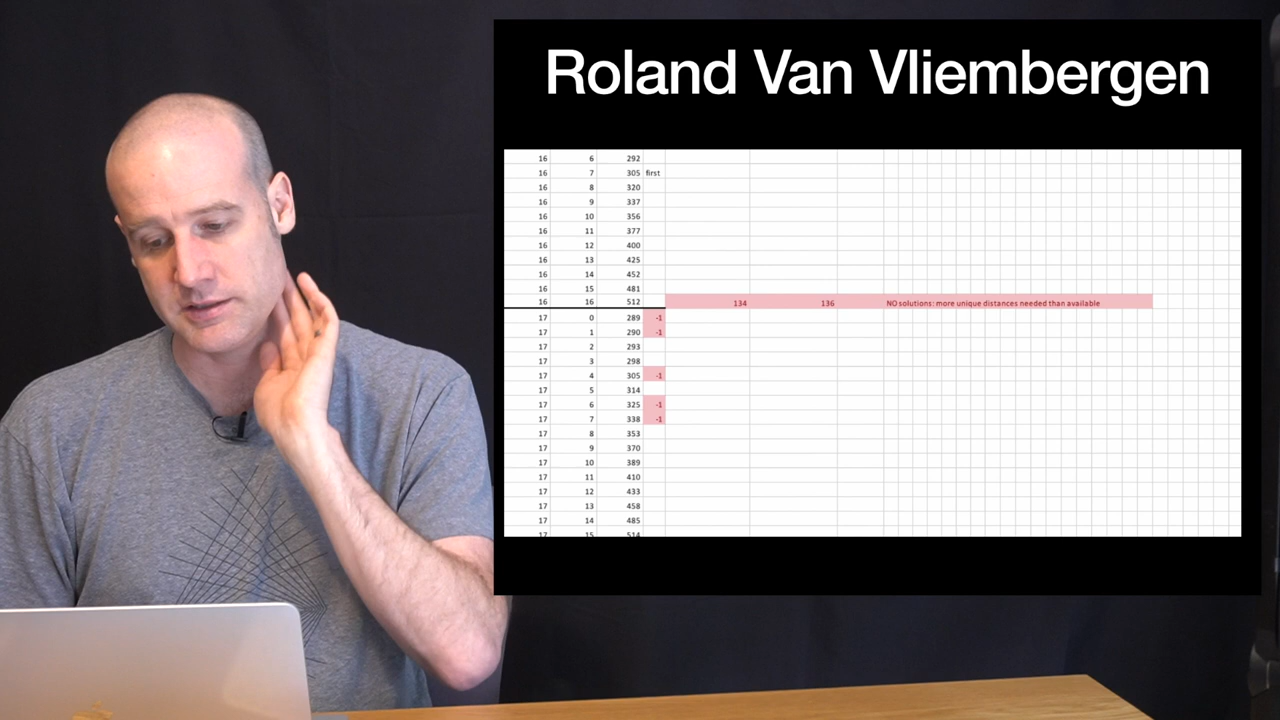 Roland Van Vliembergen
16 6 292
16 7 305 first
16 8 320
16 9 337
16 10 356
16 11 377
16 12 400
16 13 425
16 14 452
16 15 481
16 16 512 134 136 NO solutions: more unique distances needed than available
17 0 289 -1
17 1 290 -1
17 2 293
17 3 298
17 4 305 -1
17 5 314
17 6 325 -1
17 7 338 -1
17 8 353
17 9 370
17 10 389
17 11 410
17 12 433
17 13 458
17 14 485
17 15 514